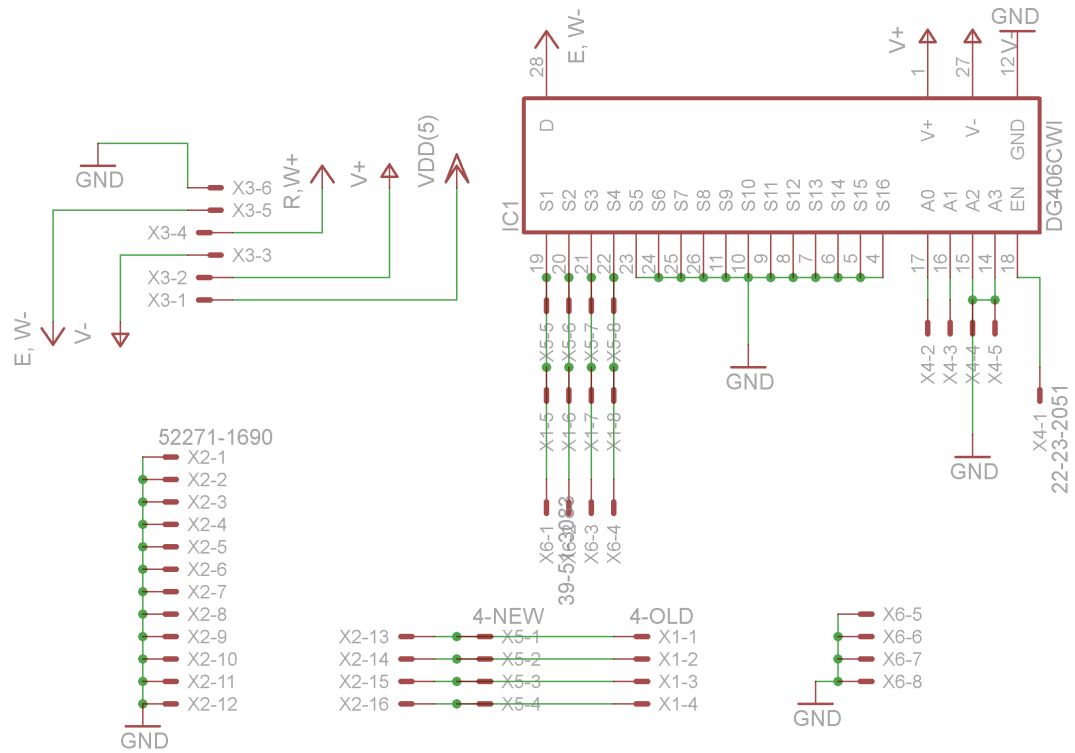 GND
V+
E, W-
V-
28
1
27
12
D
V+
V-
GND
DG406CWI
IC1
S1 S2 S3 S4 S5 S6 S7 S8 S9 S10 S11 S12 S13 S14 S15 S16 A0 A1 A2 A3 EN
19 20 21 22 23 24 25 26 11 10 9 8 7 6 5 4 17 16 15 14 18
GND
X3-6
X3-5
X3-4
X3-3
X3-2
X3-1
R,W+
V+
VDD(5)
E, W-
V-
X5-5 X5-6 X5-7 X5-8
X1-5 X1-6 X1-7 X1-8
X6-1 X6-2 X6-3 X6-4
GND
X4-2 X4-3 X4-4 X4-5
X4-1
22-23-2051
GND
52271-1690
X2-1
X2-2
X2-3
X2-4
X2-5
X2-6
X2-7
X2-8
X2-9
X2-10
X2-11
X2-12
GND
4-NEW 4-OLD
X2-13 X5-1 X1-1
X2-14 X5-2 X1-2
X2-15 X5-3 X1-3
X2-16 X5-4 X1-4
X6-5
X6-6
X6-7
X6-8
GND